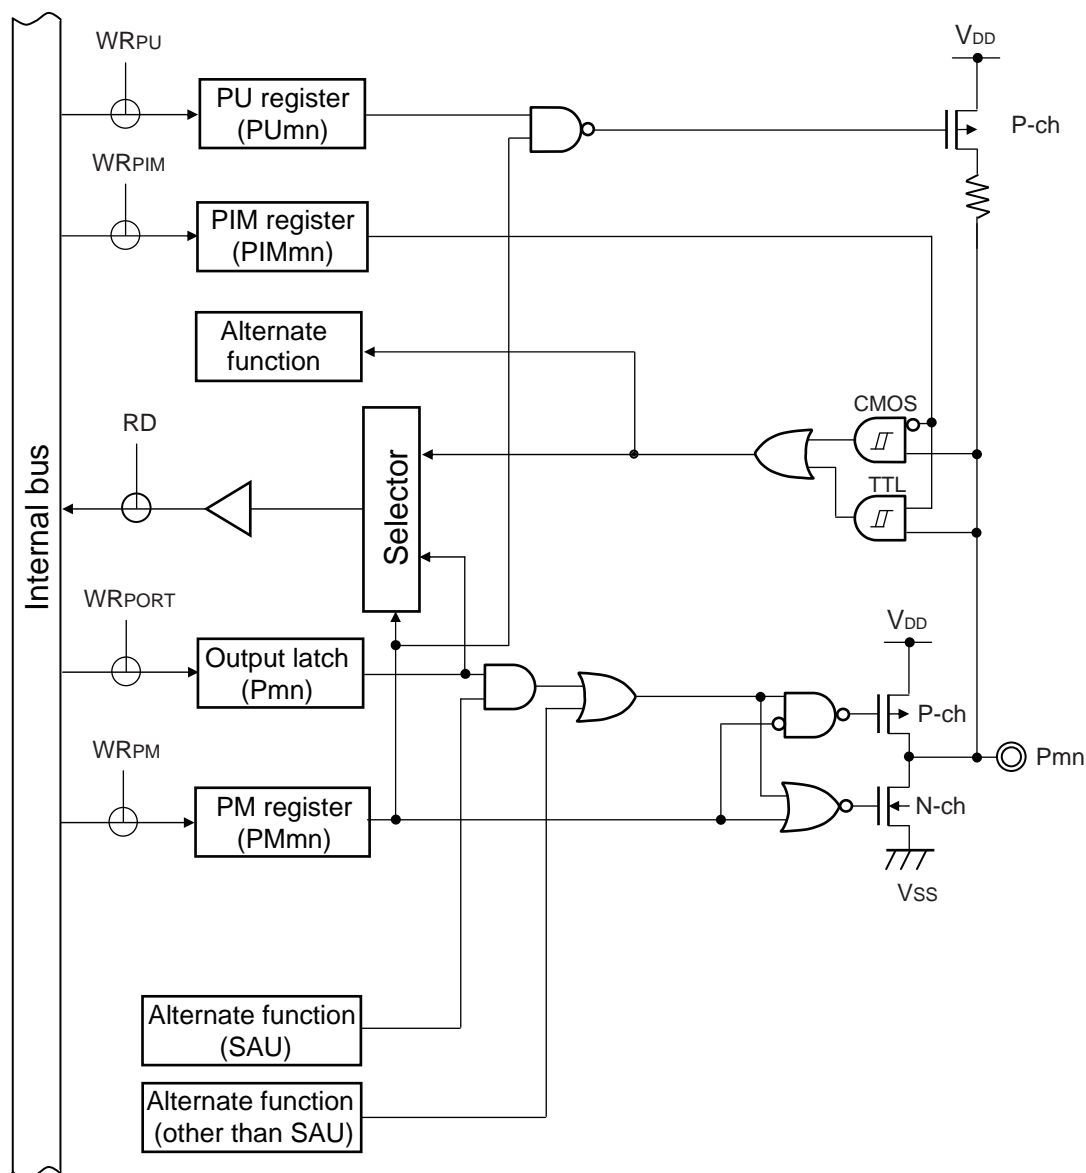 WRPU
VDD
PU register
(PUmn)
P-ch
WRPIM
PIM register
(PIMmn)
Alternate
function
CMOS
RD
TTL
Selector
Internal bus
WRPORT
VDD
Output latch
(Pmn)
P-ch
WRPM
Pmn
PM register
(PMmn)
N-ch
VSS
Alternate function
(SAU)
Alternate function
(other than SAU)